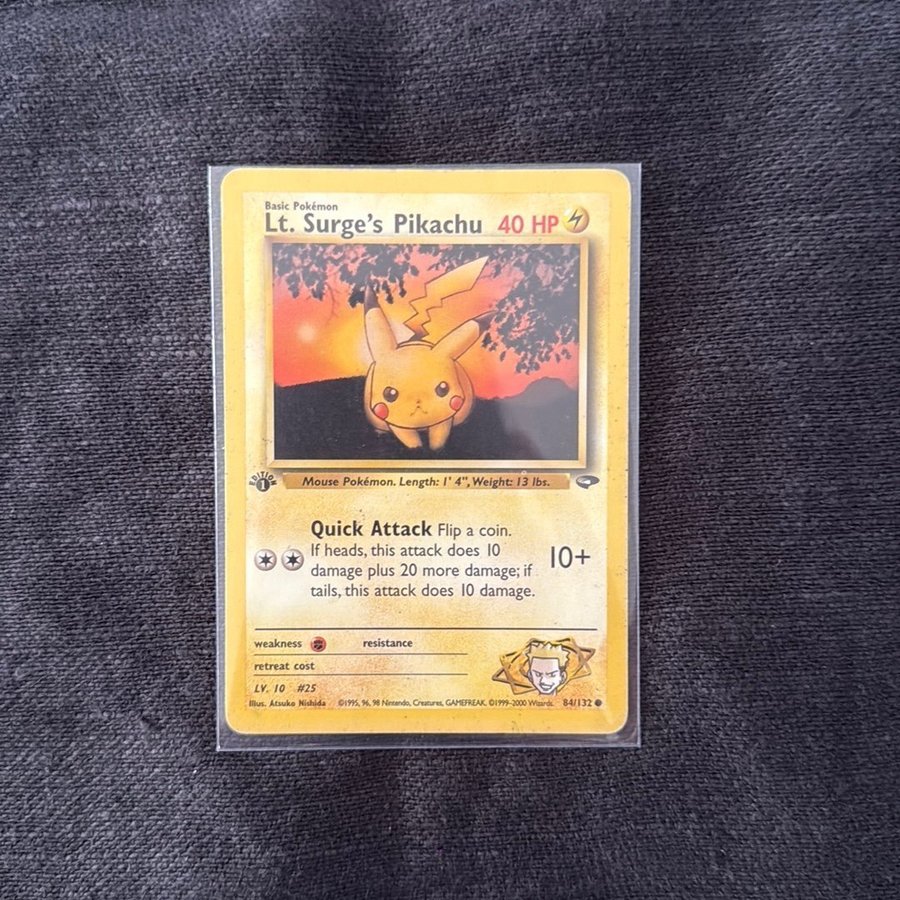 Basic Pokémon
Lt. Surge's Pikachu 40 HP
EDITION 1
Mouse Pokémon. Length: 1' 4", Weight: 13 lbs.
Quick Attack Flip a coin.
If heads, this attack does 10
damage plus 20 more damage; if
tails, this attack does 10 damage.
10+
weakness resistance
retreat cost
LV. 10 #25
Illus. Atsuko Nishida ©1995, 96, 98 Nintendo, Creatures, GAMEFREAK. ©1999-2000 Wizards. 84/132